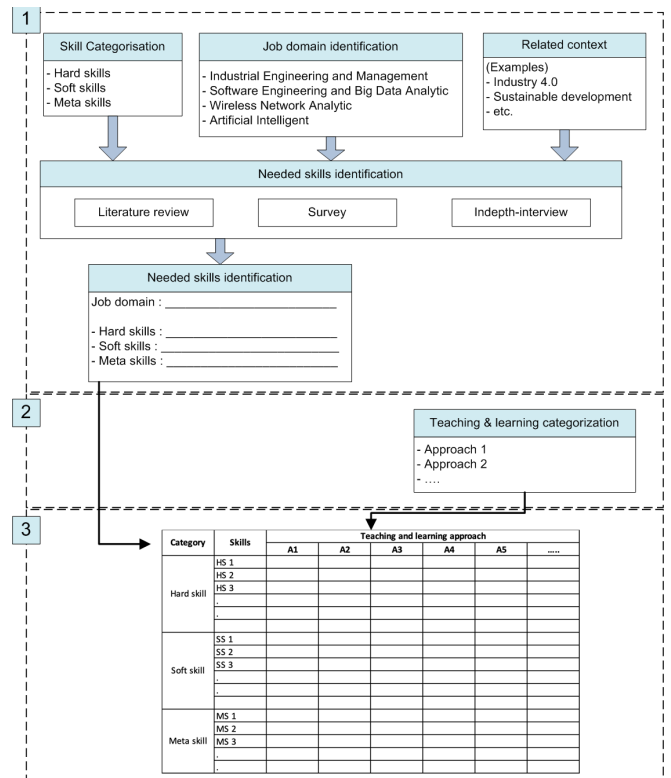 1
Skill Categorisation
- Hard skills
- Soft skills
- Meta skills
Job domain identification
- Industrial Engineering and Management
- Software Engineering and Big Data Analytic
- Wireless Network Analytic
- Artificial Intelligent
Related context
(Examples)
- Industry 4.0
- Sustainable development
- etc.
Needed skills identification
Literature review
Survey
Indepth-interview
Needed skills identification
Job domain : ________________________
- Hard skills : ________________________
- Soft skills : ________________________
- Meta skills : ________________________
2
Teaching & learning categorization
- Approach 1
- Approach 2
- ....
3
Category Skills Teaching and learning approach
A1 A2 A3 A4 A5 .....
Hard skill
HS 1
HS 2
HS 3
.
.
Soft skill
SS 1
SS 2
SS 3
.
.
Meta skill
MS 1
MS 2
MS 3
.
.